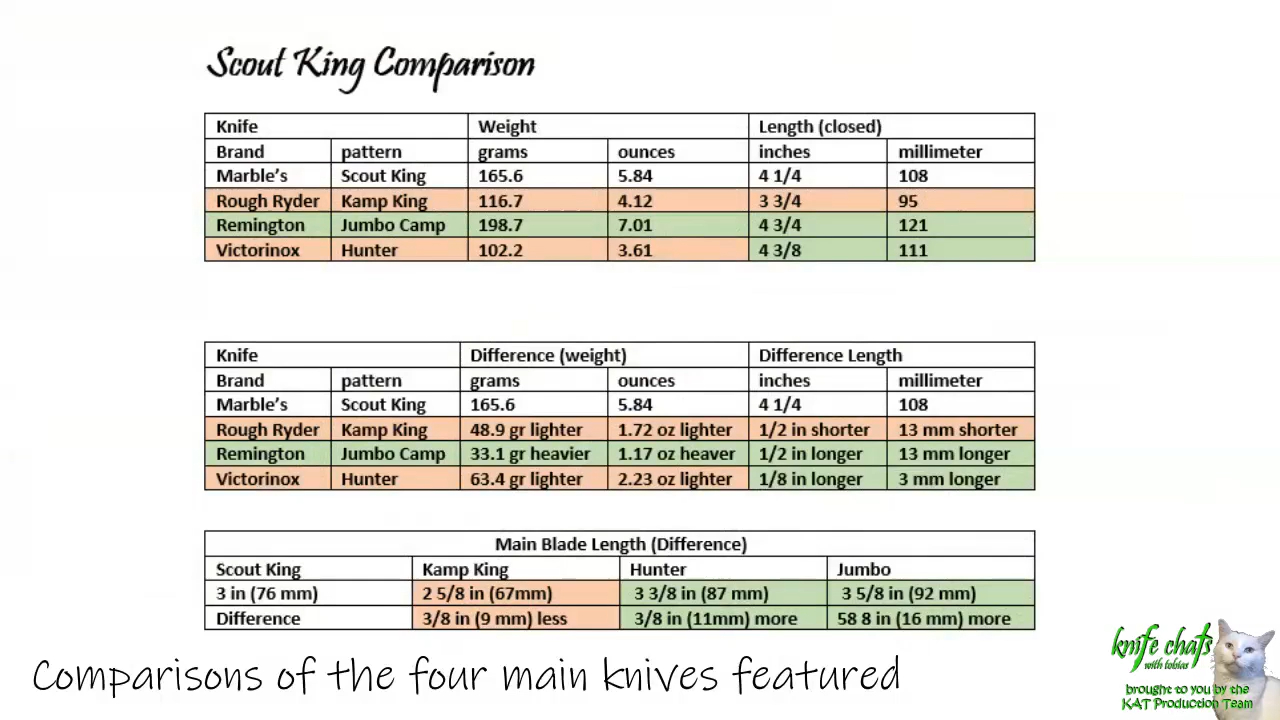 Scout King Comparison
Knife Weight Length (closed)
Brand pattern grams ounces inches millimeter
Marble's Scout King 165.6 5.84 4 1/4 108
Rough Ryder Kamp King 116.7 4.12 3 3/4 95
Remington Jumbo Camp 198.7 7.01 4 3/4 121
Victorinox Hunter 102.2 3.61 4 3/8 111
Knife Difference (weight) Difference Length
Brand pattern grams ounces inches millimeter
Marble's Scout King 165.6 5.84 4 1/4 108
Rough Ryder Kamp King 48.9 gr lighter 1.72 oz lighter 1/2 in shorter 13 mm shorter
Remington Jumbo Camp 33.1 gr heavier 1.17 oz heaver 1/2 in longer 13 mm longer
Victorinox Hunter 63.4 gr lighter 2.23 oz lighter 1/8 in longer 3 mm longer
Main Blade Length (Difference)
Scout King Kamp King Hunter Jumbo
3 in (76 mm) 2 5/8 in (67mm) 3 3/8 in (87 mm) 3 5/8 in (92 mm)
Difference 3/8 in (9 mm) less 3/8 in (11mm) more 58 8 in (16 mm) more
Comparisons of the four main knives featured
knife chats
with tobias
brought to you by the
KAT Production Team